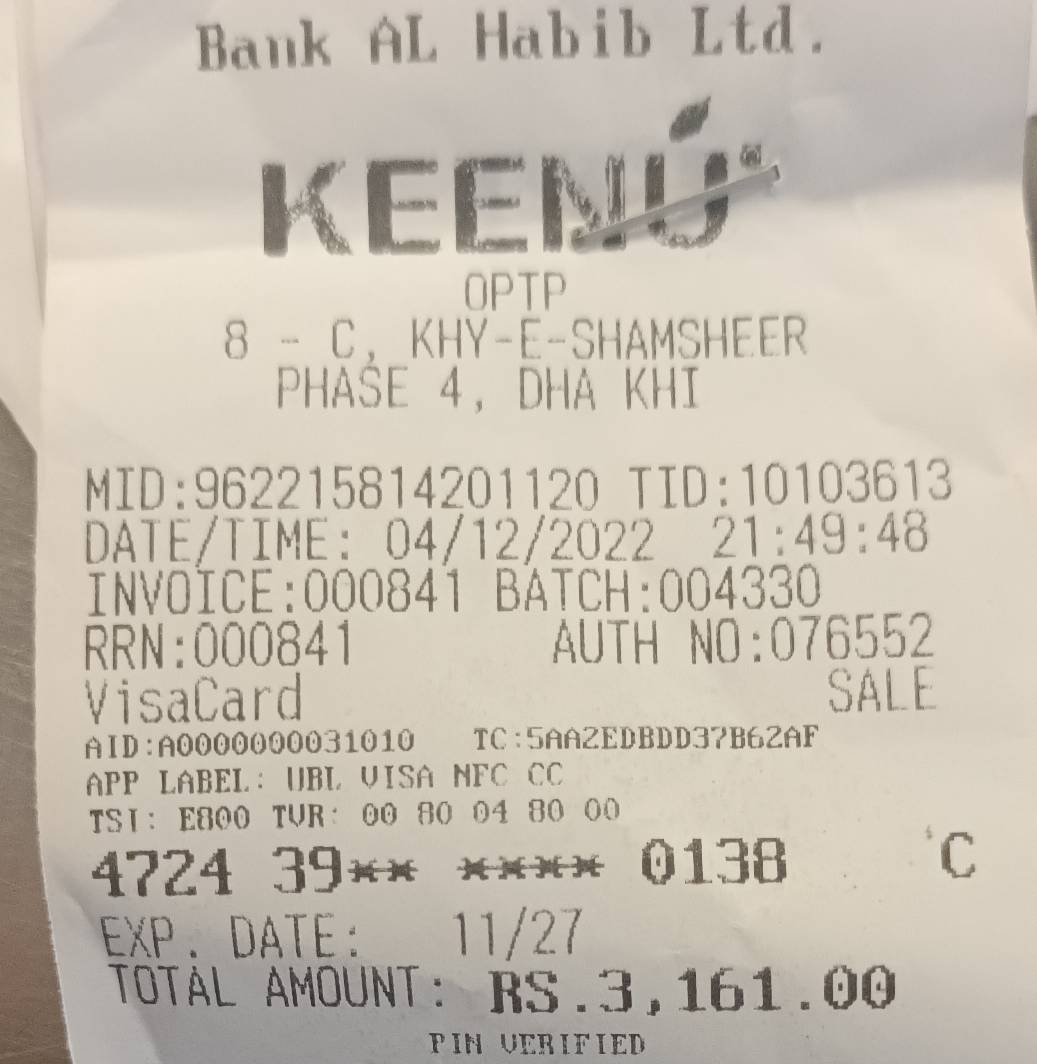 Bank AL Habib Ltd.
KEENÚ
OPTP
8 - C, KHY-E-SHAMSHEER
PHASE 4, DHA KHI
MID:962215814201120 TID:10103613
DATE/TIME: 04/12/2022 21:49:48
INVOICE:000841 BATCH:004330
RRN:000841 AUTH NO:076552
VisaCard SALE
AID:A0000000031010 TC:5AA2EDBDD37B62AF
APP LABEL: UBL VISA NFC CC
TSI: E800 TVR: 00 80 04 80 00
4724 39** **** 0138 C
EXP. DATE: 11/27
TOTAL AMOUNT: RS.3,161.00
PIN VERIFIED